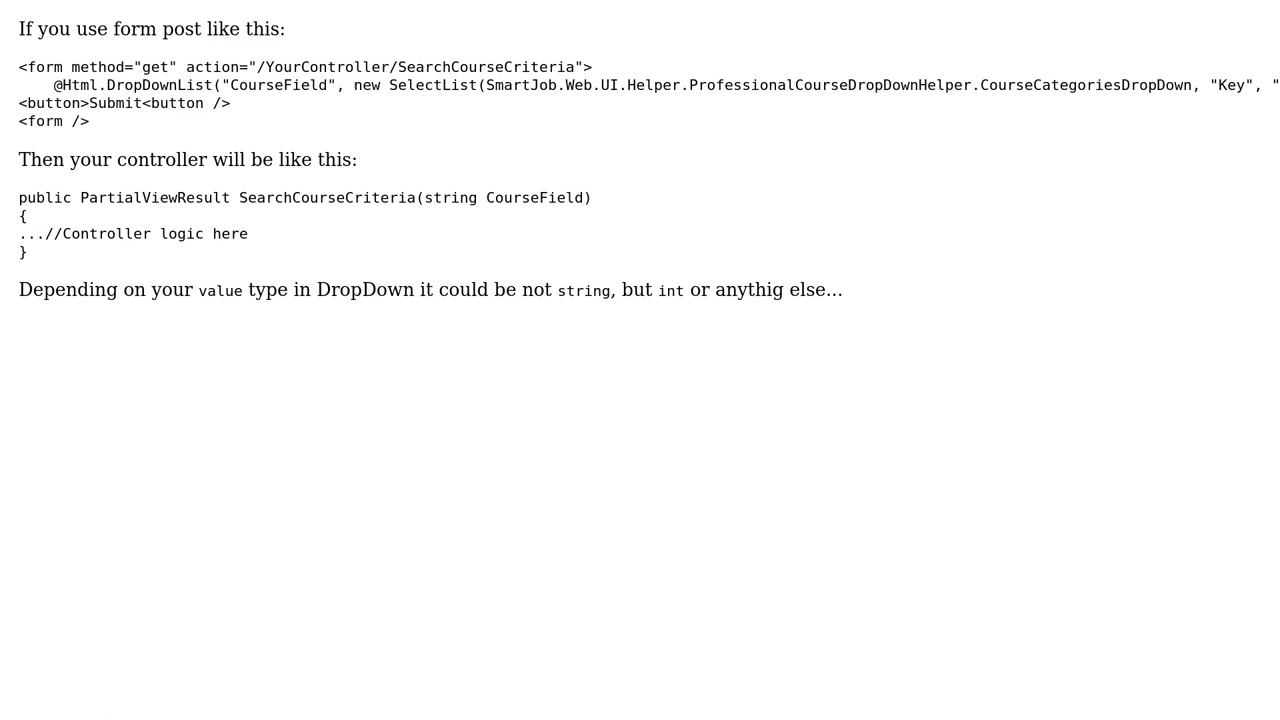 If you use form post like this:
<form method="get" action="/YourController/SearchCourseCriteria">
    @Html.DropDownList("CourseField", new SelectList(SmartJob.Web.UI.Helper.ProfessionalCourseDropDownHelper.CourseCategoriesDropDown, "Key", "
<button>Submit<button />
<form />
Then your controller will be like this:
public PartialViewResult SearchCourseCriteria(string CourseField)
{
...//Controller logic here
}
Depending on your value type in DropDown it could be not string, but int or anythig else...